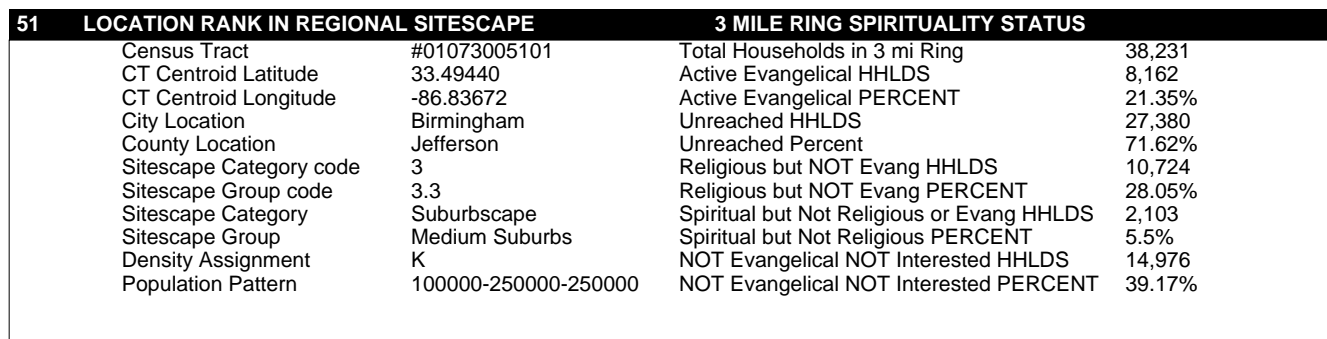 51 LOCATION RANK IN REGIONAL SITESCAPE 3 MILE RING SPIRITUALITY STATUS
Census Tract #01073005101 Total Households in 3 mi Ring 38,231
CT Centroid Latitude 33.49440 Active Evangelical HHLDS 8,162
CT Centroid Longitude -86.83672 Active Evangelical PERCENT 21.35%
City Location Birmingham Unreached HHLDS 27,380
County Location Jefferson Unreached Percent 71.62%
Sitescape Category code 3 Religious but NOT Evang HHLDS 10,724
Sitescape Group code 3.3 Religious but NOT Evang PERCENT 28.05%
Sitescape Category Suburbscape Spiritual but Not Religious or Evang HHLDS 2,103
Sitescape Group Medium Suburbs Spiritual but Not Religious PERCENT 5.5%
Density Assignment K NOT Evangelical NOT Interested HHLDS 14,976
Population Pattern 100000-250000-250000 NOT Evangelical NOT Interested PERCENT 39.17%